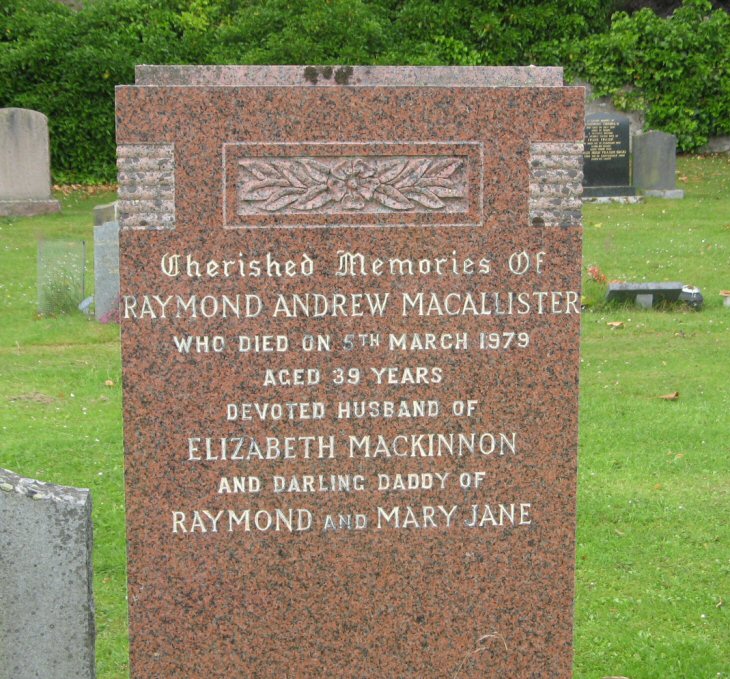 Cherished Memories Of
RAYMOND ANDREW MACALLISTER
WHO DIED ON 5TH MARCH 1979
AGED 39 YEARS
DEVOTED HUSBAND OF
ELIZABETH MACKINNON
AND DARLING DADDY OF
RAYMOND AND MARY JANE